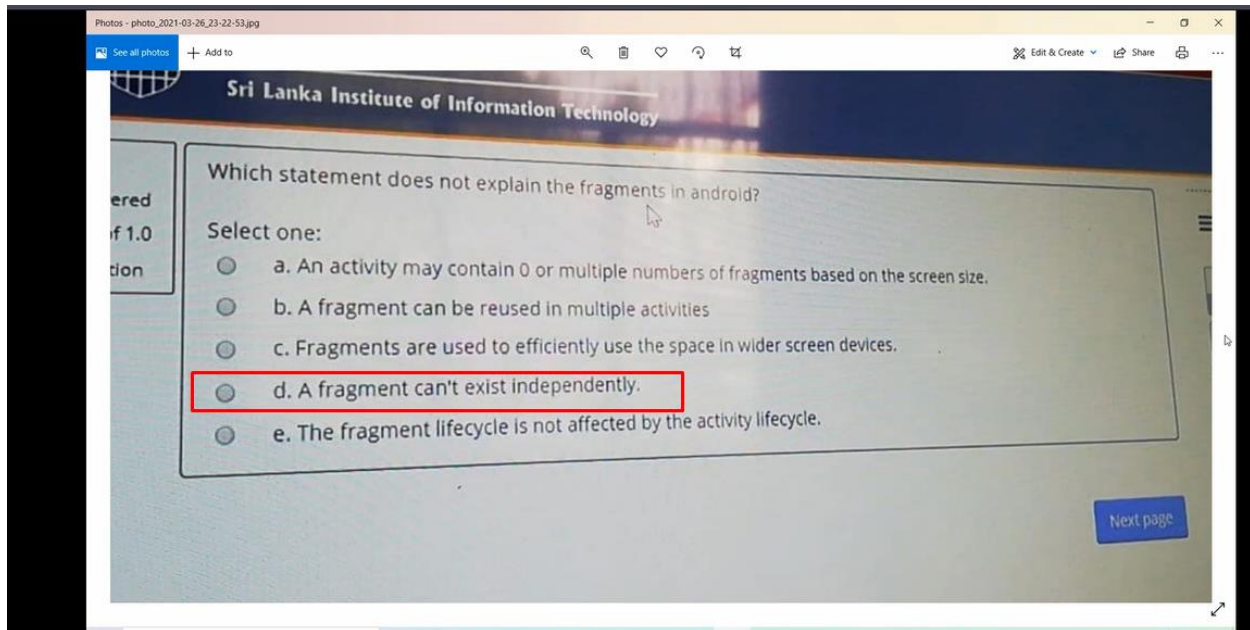 Photos - photo_2021-03-26_23-22-53.jpg
See all photos
Add to
Edit & Create
Share
Sri Lanka Institute of Information Technology
ered
of 1.0
tion
Which statement does not explain the fragments in android?
Select one:
a. An activity may contain 0 or multiple numbers of fragments based on the screen size.
b. A fragment can be reused in multiple activities
c. Fragments are used to efficiently use the space in wider screen devices.
d. A fragment can't exist independently.
e. The fragment lifecycle is not affected by the activity lifecycle.
Next page